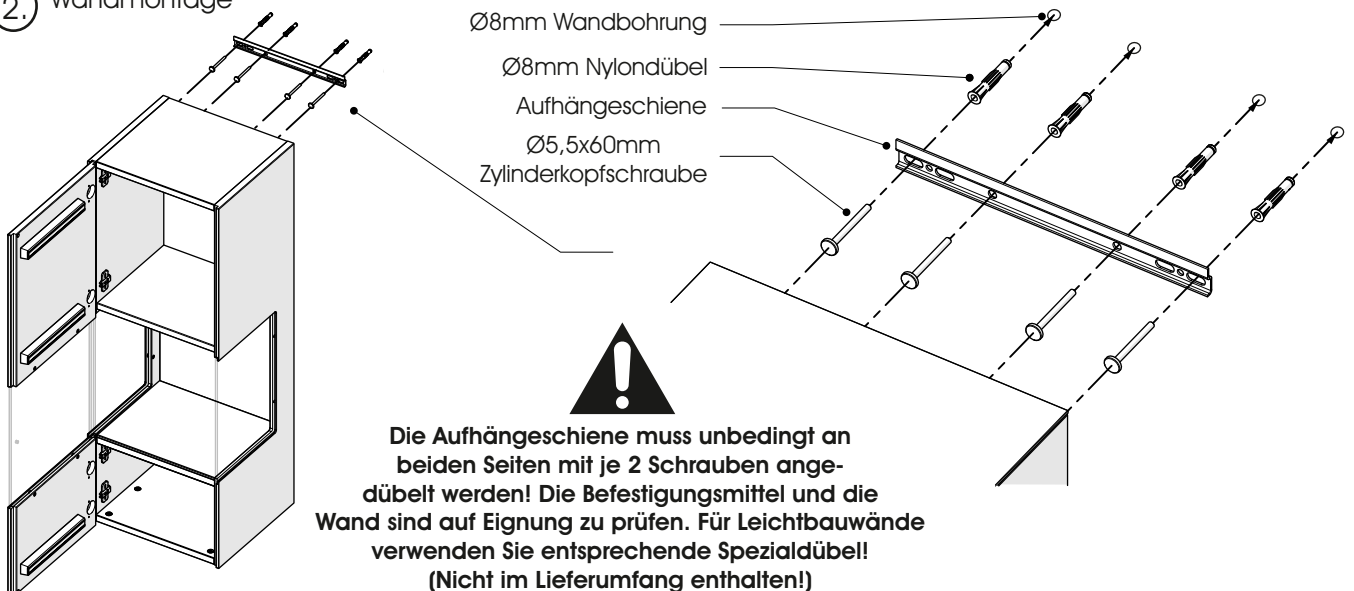 2. Wandmontage
Ø8mm Wandbohrung
Ø8mm Nylondübel
Aufhängeschiene
Ø5,5x60mm
Zylinderkopfschraube
Die Aufhängeschiene muss unbedingt an
beiden Seiten mit je 2 Schrauben ange-
dübelt werden! Die Befestigungsmittel und die
Wand sind auf Eignung zu prüfen. Für Leichtbauwände
verwenden Sie entsprechende Spezialdübel!
(Nicht im Lieferumfang enthalten!)